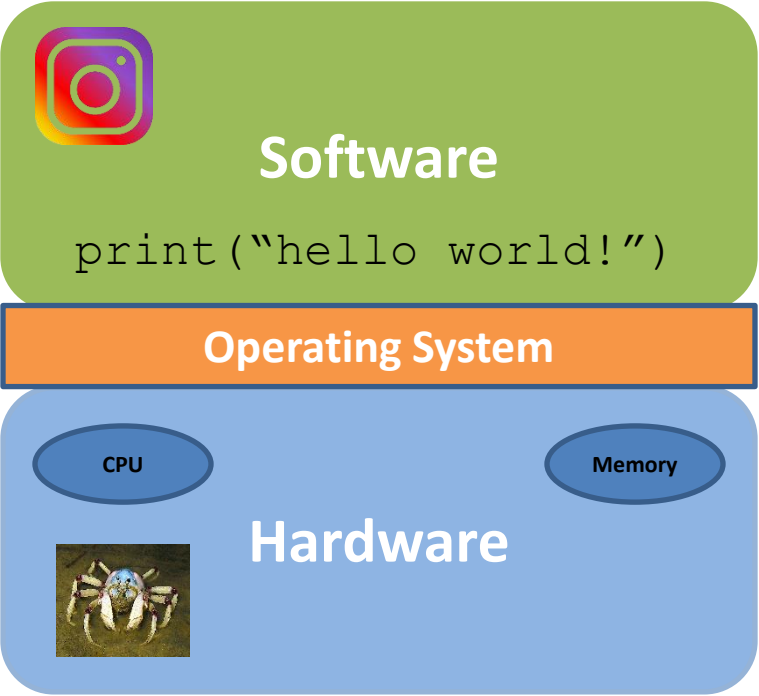 Software
print(“hello world!”)
Operating System
CPU
Memory
Hardware